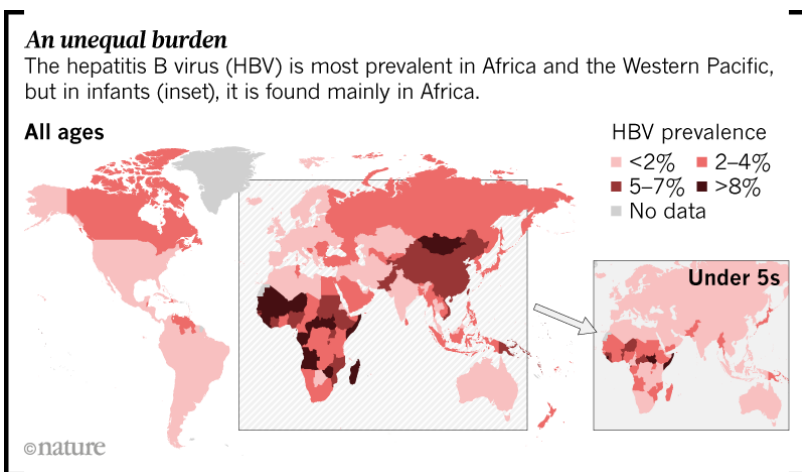 An unequal burden
The hepatitis B virus (HBV) is most prevalent in Africa and the Western Pacific,
but in infants (inset), it is found mainly in Africa.
All ages
HBV prevalence
<2% 2–4%
5–7% >8%
No data
Under 5s
©nature